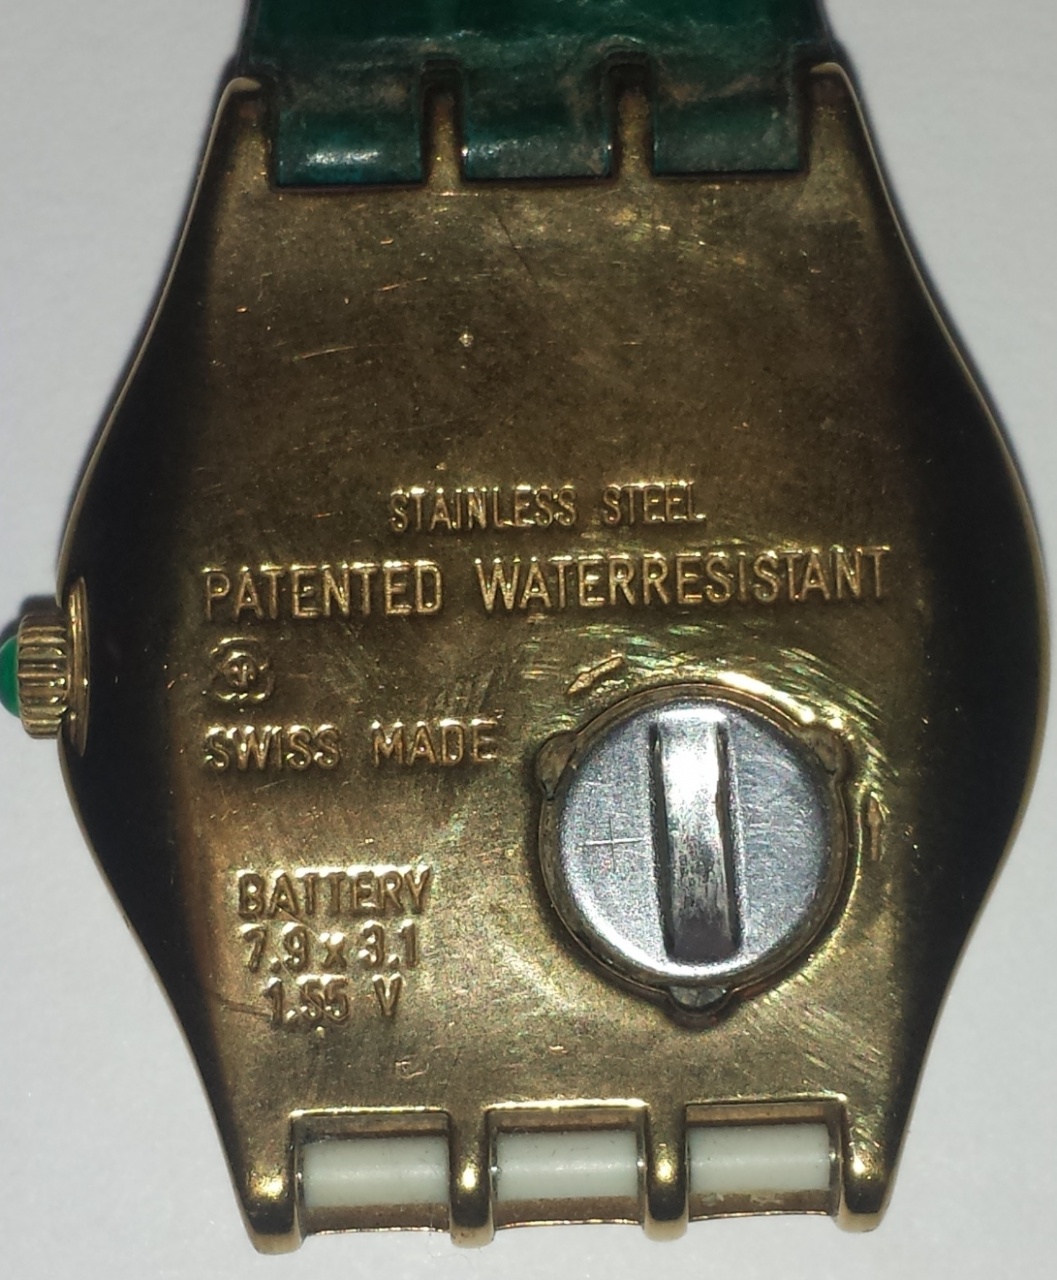 STAINLESS STEEL
PATENTED WATERRESISTANT
SWISS MADE
BATTERY
7.9 x 3.1
1.55 V
+